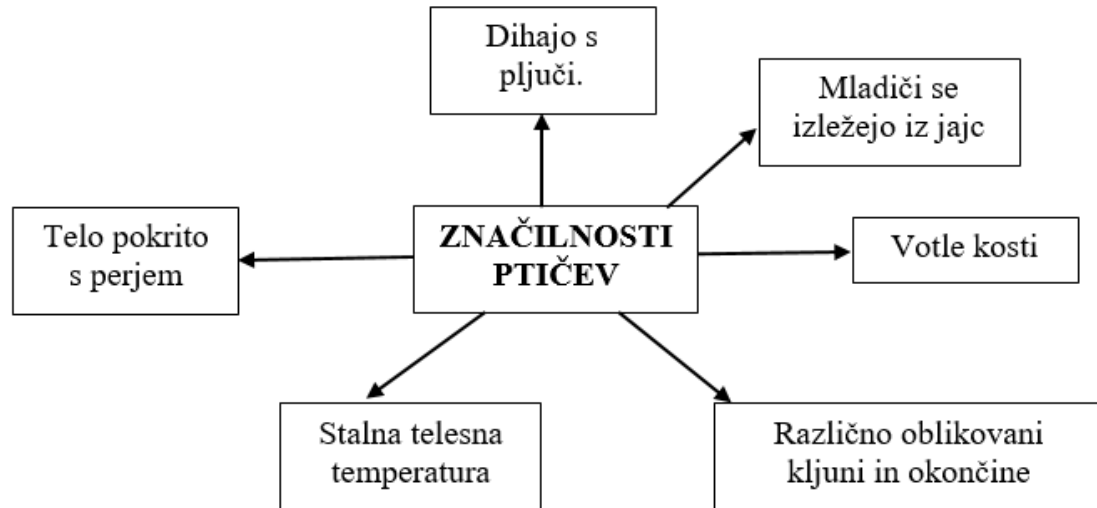 Dihajo s
pljuči.
Mladiči se
izležejo iz jajc
Telo pokrito
s perjem
ZNAČILNOSTI
PTIČEV
Votle kosti
Stalna telesna
temperatura
Različno oblikovani
kljuni in okončine